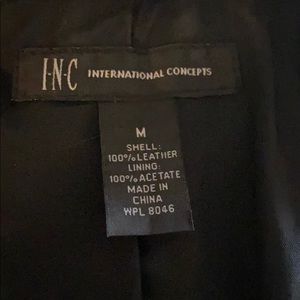 I·N·C INTERNATIONAL CONCEPTS
M
SHELL:
100% LEATHER
LINING:
100% ACETATE
MADE IN
CHINA
WPL 8046